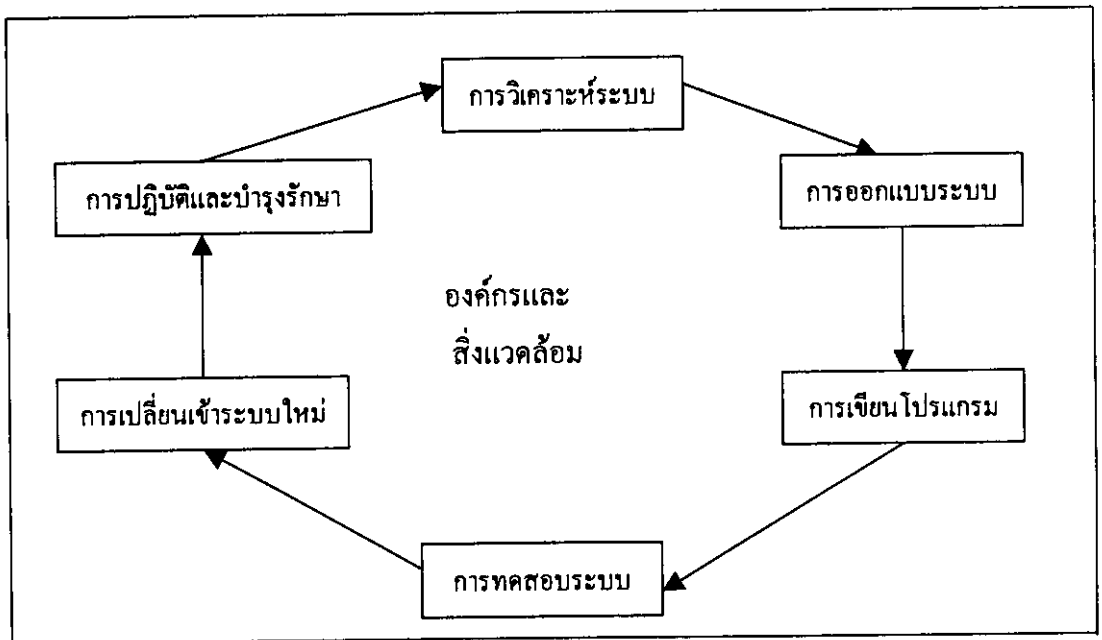 การวิเคราะห์ระบบ
การปฏิบัติและบำรุงรักษา
การออกแบบระบบ
องค์กรและ
สิ่งแวดล้อม
การเปลี่ยนเข้าระบบใหม่
การเขียนโปรแกรม
การทดสอบระบบ